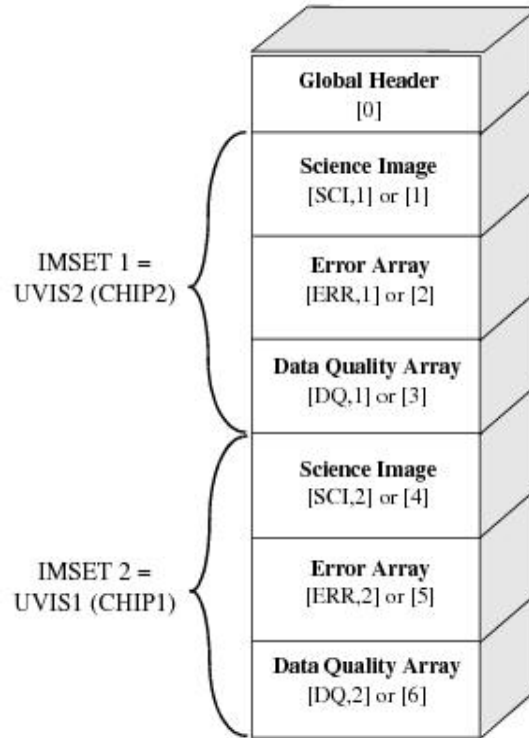 Global Header
[0]
Science Image
[SCI,1] or [1]
IMSET 1 =
UVIS2 (CHIP2)
Error Array
[ERR,1] or [2]
Data Quality Array
[DQ,1] or [3]
Science Image
[SCI,2] or [4]
IMSET 2 =
UVIS1 (CHIP1)
Error Array
[ERR,2] or [5]
Data Quality Array
[DQ,2] or [6]